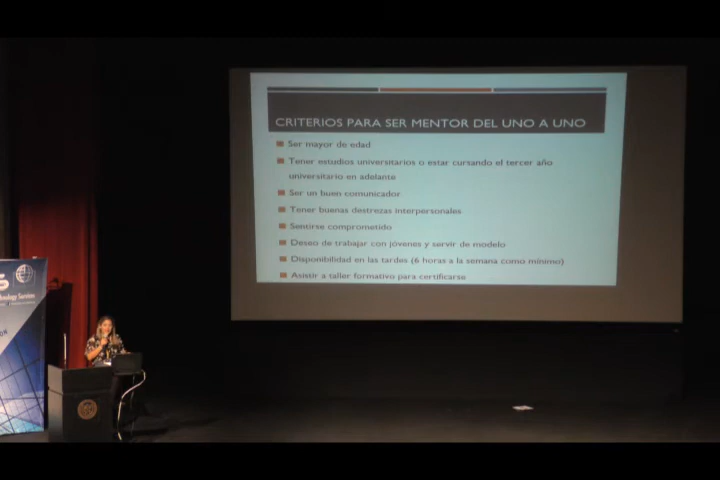 CRITERIOS PARA SER MENTOR DEL UNO A UNO
Ser mayor de edad
Tener estudios universitarios o estar cursando el tercer año
universitario en adelante
Ser un buen comunicador
Tener buenas destrezas interpersonales
Sentirse comprometido
Deseo de trabajar con jóvenes y servir de modelo
Disponibilidad en las tardes (6 horas a la semana como mínimo)
Asistir a taller formativo para certificarse
Technology Services